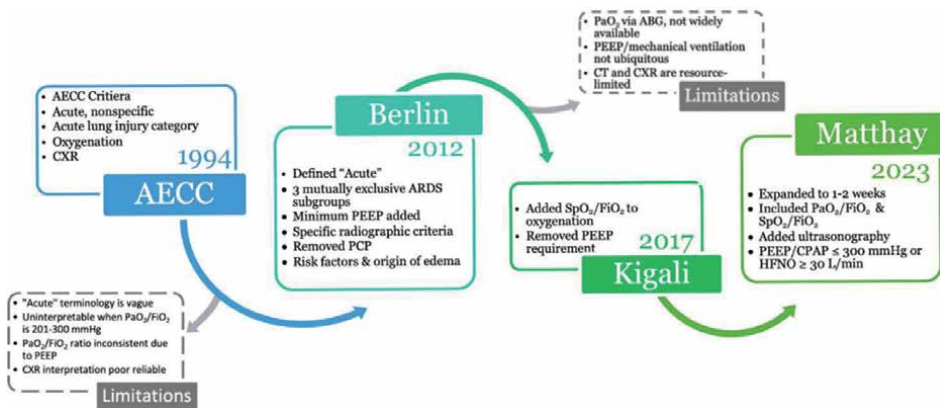 • AECC Critiera
• Acute, nonspecific
• Acute lung injury category
• Oxygenation
• CXR
1994
AECC
• "Acute" terminology is vague
• Uninterpretable when PaO₂/FiO₂
is 201-300 mmHg
• PaO₂/FiO₂ ratio inconsistent due
to PEEP
• CXR interpretation poor reliable
Limitations
Berlin
2012
• Defined "Acute"
• 3 mutually exclusive ARDS
subgroups
• Minimum PEEP added
• Specific radiographic criteria
• Removed PCP
• Risk factors & origin of edema
• PaO₂ via ABG, not widely
available
• PEEP/mechanical ventilation
not ubiquitous
• CT and CXR are resource-
limited
Limitations
• Added SpO₂/FiO₂ to
oxygenation
• Removed PEEP
requirement
2017
Kigali
Matthay
2023
• Expanded to 1-2 weeks
• Included PaO₂/FiO₂ &
SpO₂/FiO₂
• Added ultrasonography
• PEEP/CPAP ≤ 300 mmHg or
HFNO ≥ 30 L/min